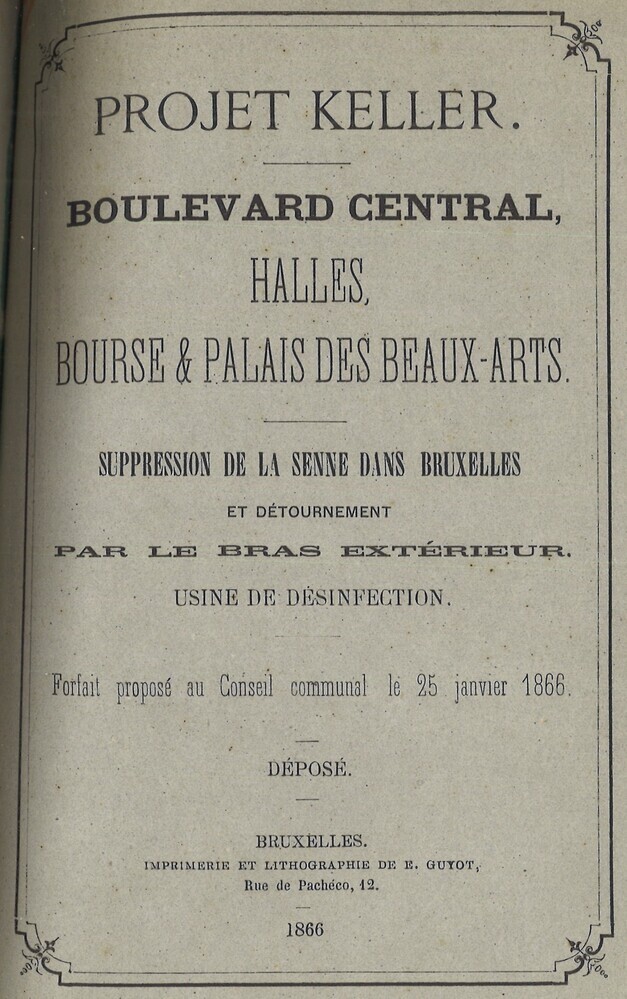 PROJET KELLER.
BOULEVARD CENTRAL,
HALLES,
BOURSE & PALAIS DES BEAUX-ARTS.
SUPPRESSION DE LA SENNE DANS BRUXELLES
ET DÉTOURNEMENT
PAR LE BRAS EXTÉRIEUR.
USINE DE DÉSINFECTION.
Forfait proposé au Conseil communal le 25 janvier 1866.
DÉPOSÉ.
BRUXELLES.
IMPRIMERIE ET LITHOGRAPHIE DE E. GUYOT,
Rue de Pachéco, 12.
1866